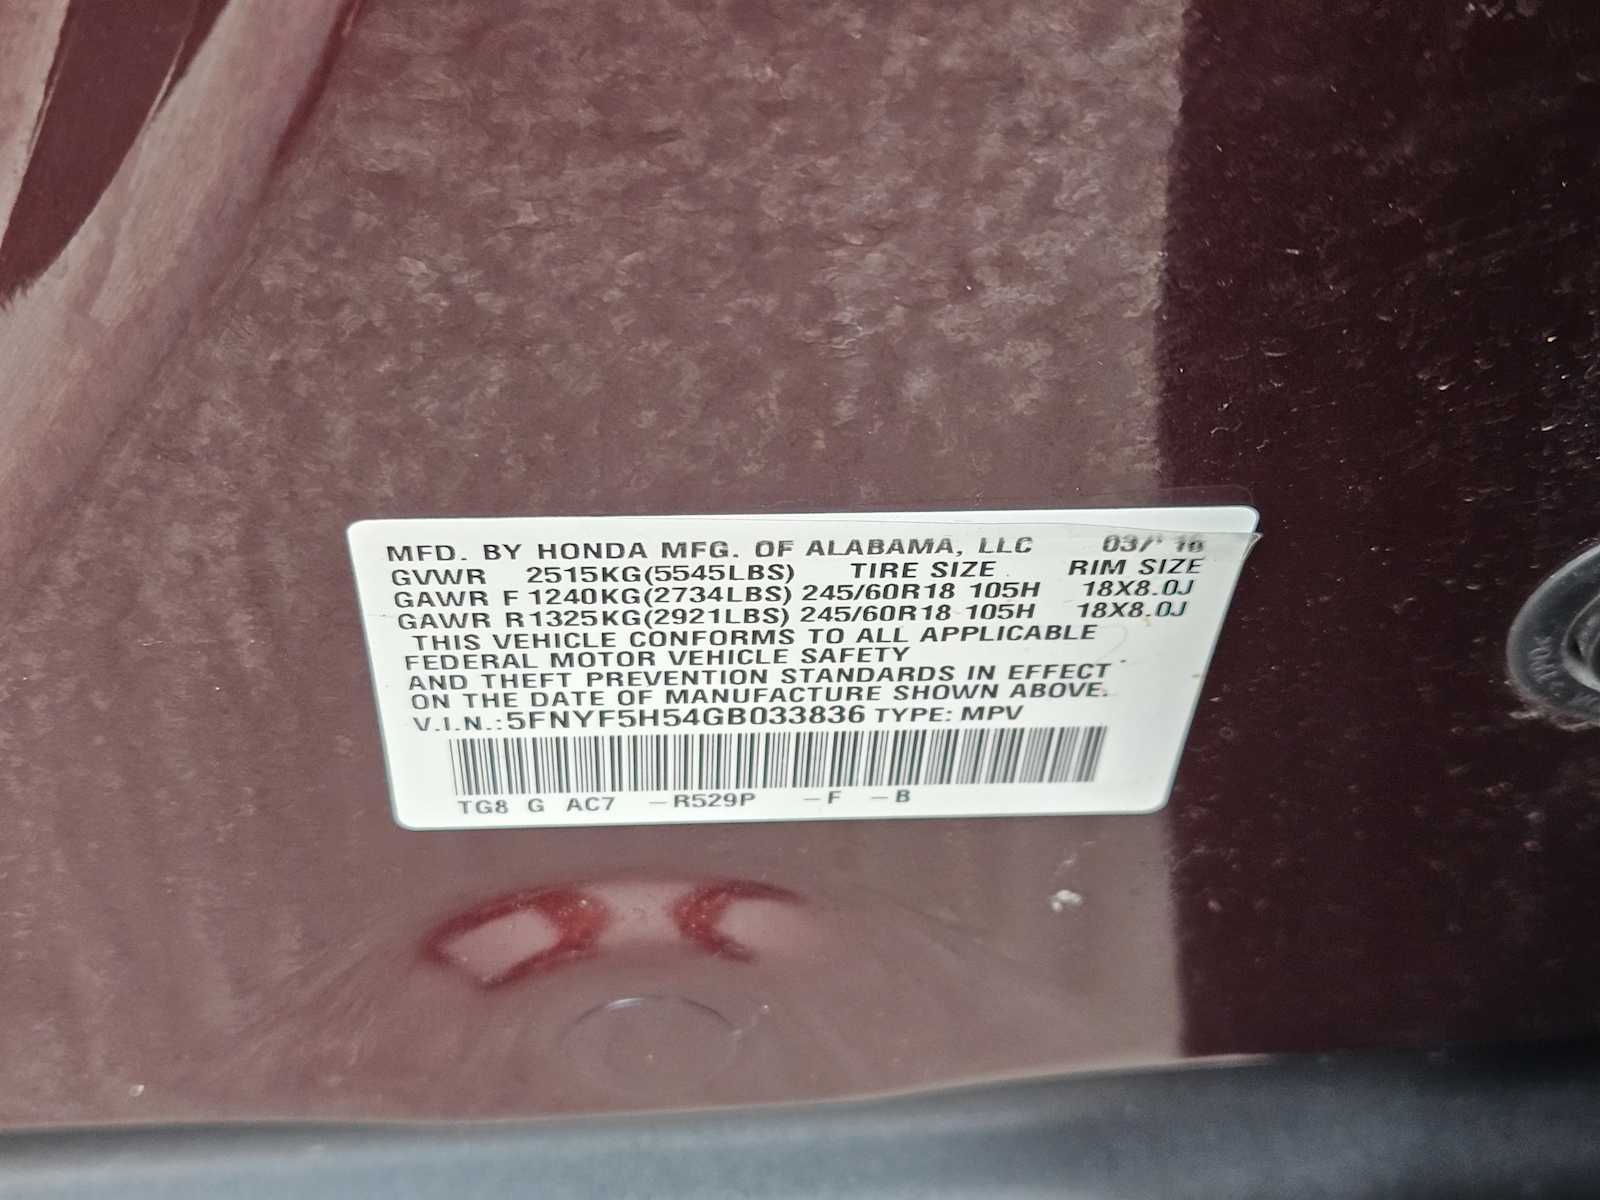 MFD. BY HONDA MFG. OF ALABAMA, LLC 03/16
GVWR 2515KG(5545LBS) TIRE SIZE RIM SIZE
GAWR F 1240KG(2734LBS) 245/60R18 105H 18X8.0J
GAWR R 1325KG(2921LBS) 245/60R18 105H 18X8.0J
THIS VEHICLE CONFORMS TO ALL APPLICABLE
FEDERAL MOTOR VEHICLE SAFETY
AND THEFT PREVENTION STANDARDS IN EFFECT
ON THE DATE OF MANUFACTURE SHOWN ABOVE.
V.I.N.:5FNYF5H54GB033836 TYPE: MPV
TG8 G AC7 -R529P -F -B